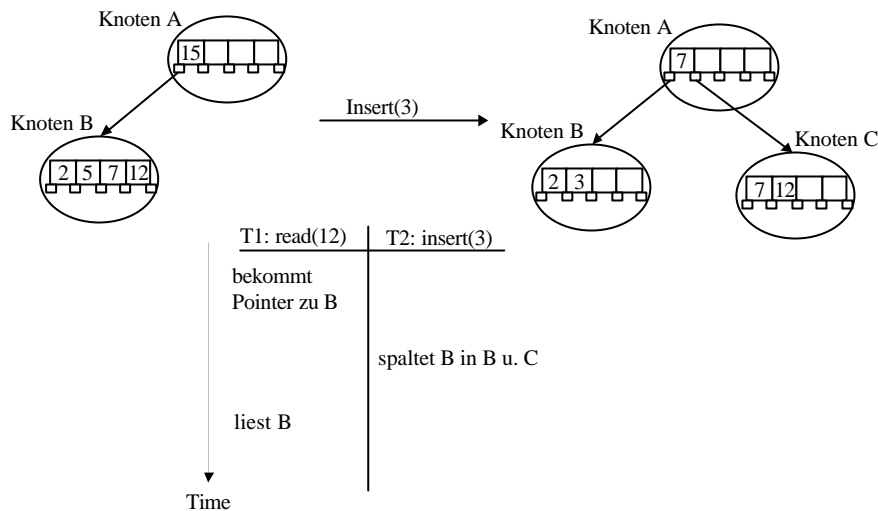 Knoten A
15
Knoten B
2 5 7 12
Insert(3)
Knoten A
7
Knoten B
2 3
Knoten C
7 12
T1: read(12)
T2: insert(3)
bekommt
Pointer zu B
spaltet B in B u. C
liest B
Time